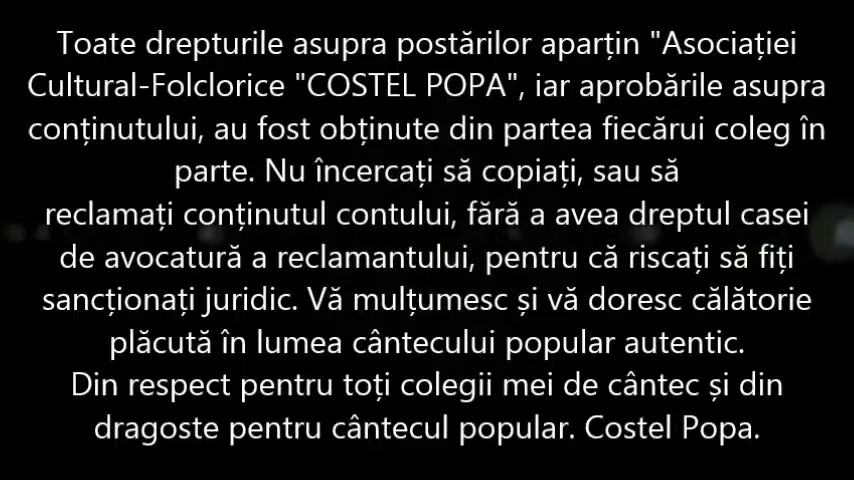 Toate drepturile asupra postărilor aparțin "Asociației
Cultural-Folclorice "COSTEL POPA", iar aprobările asupra
conținutului, au fost obținute din partea fiecărui coleg în
parte. Nu încercați să copiați, sau să
reclamați conținutul contului, fără a avea dreptul casei
de avocatură a reclamantului, pentru că riscați să fiți
sancționați juridic. Vă mulțumesc și vă doresc călătorie
plăcută în lumea cântecului popular autentic.
Din respect pentru toți colegii mei de cântec și din
dragoste pentru cântecul popular. Costel Popa.